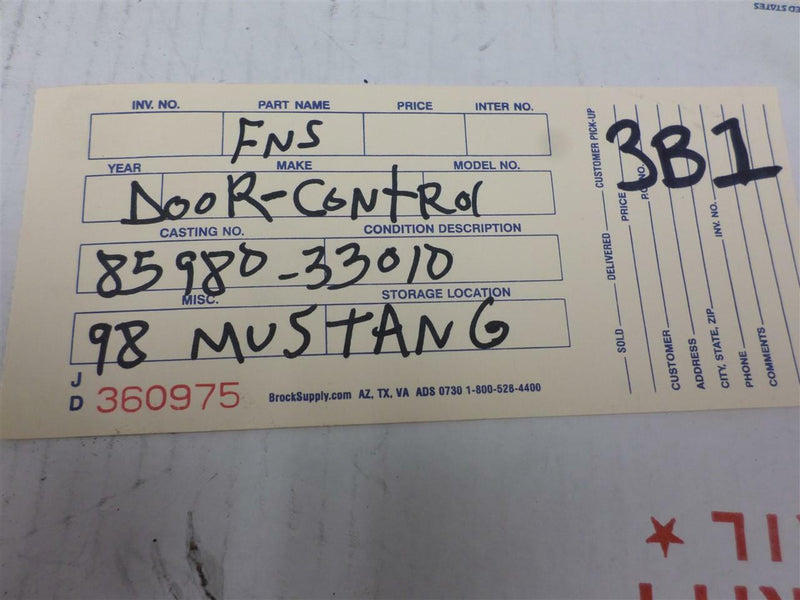 INV. NO. PART NAME PRICE INTER NO.
FNS
YEAR MAKE MODEL NO.
DOOR-CONTROL
CASTING NO. CONDITION DESCRIPTION
85980-33010
MISC. STORAGE LOCATION
98 MUSTANG
J
D 360975
BrockSupply.com AZ, TX, VA ADS 0730 1-800-528-4400
3B1
CUSTOMER PICK-UP
DELIVERED
SOLD PRICE P.O. NO.
CUSTOMER
ADDRESS
CITY, STATE, ZIP INV. NO.
PHONE
COMMENTS